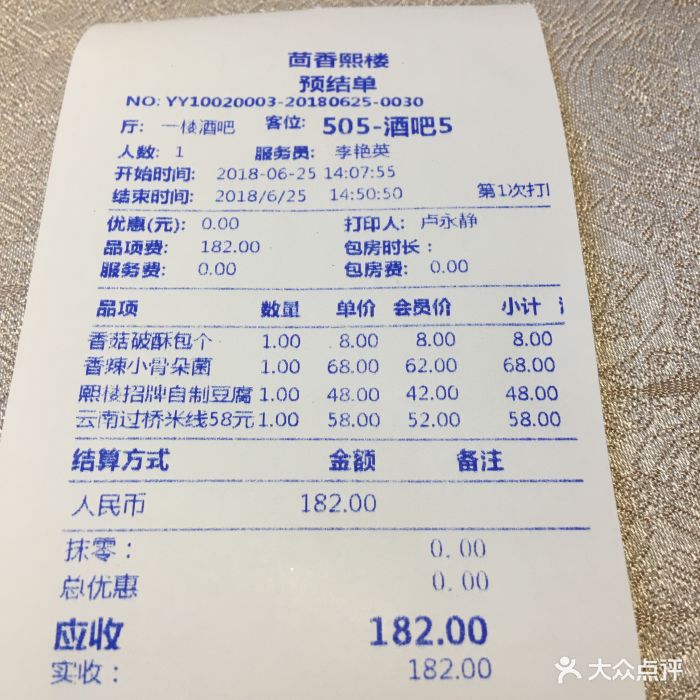 茴香熙楼
预结单
NO: YY10020003-20180625-0030
厅: 一楼酒吧 客位: 505-酒吧5
人数: 1 服务员: 李艳英
开始时间: 2018-06-25 14:07:55
结束时间: 2018/6/25 14:50:50 第1次打
优惠(元): 0.00 打印人: 卢永静
品项费: 182.00 包房时长:
服务费: 0.00 包房费: 0.00
品项 数量 单价 会员价 小计
香菇破酥包个 1.00 8.00 8.00 8.00
香辣小骨朵菌 1.00 68.00 62.00 68.00
熙楼招牌自制豆腐 1.00 48.00 42.00 48.00
云南过桥米线58元 1.00 58.00 52.00 58.00
结算方式 金额 备注
人民币 182.00
抹零: 0.00
总优惠 0.00
应收 182.00
实收: 182.00
大众点评